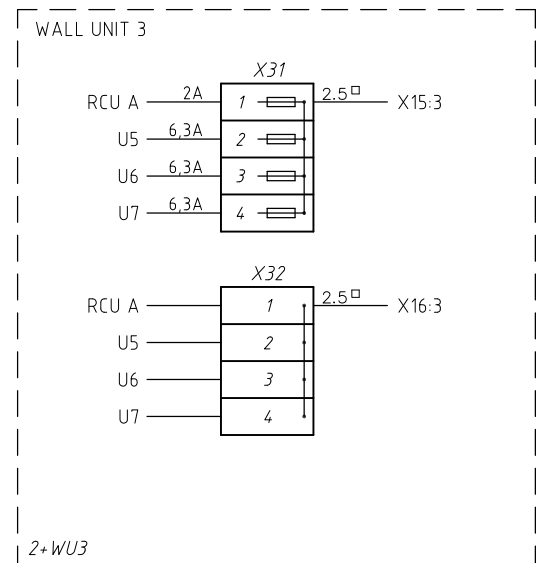 WALL UNIT 3
X31
RCU A 2A 1 2.5□ X15:3
U5 6,3A 2
U6 6,3A 3
U7 6,3A 4
X32
RCU A 1 2.5□ X16:3
U5 2
U6 3
U7 4
2+WU3